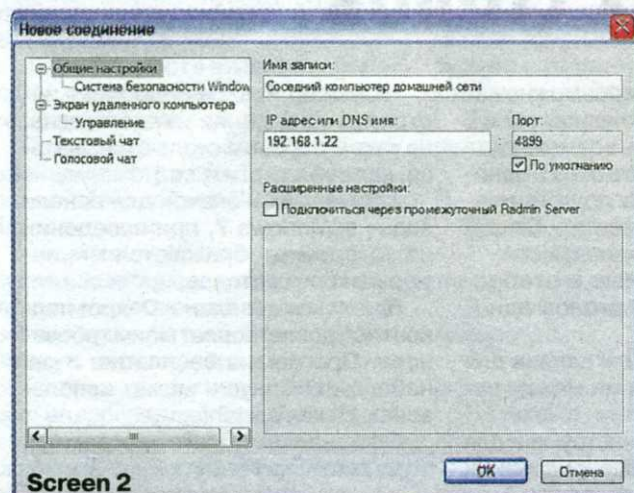 Новое соединение
Общие настройки
Система безопасности Window
Экран удаленного компьютера
Управление
Текстовый чат
Голосовой чат
Имя записи:
Соседний компьютер домашней сети
IP адрес или DNS имя:
Порт:
192.168.1.22
4899
По умолчанию
Расширенные настройки:
Подключиться через промежуточный Radmin Server
OK
Отмена
Screen 2